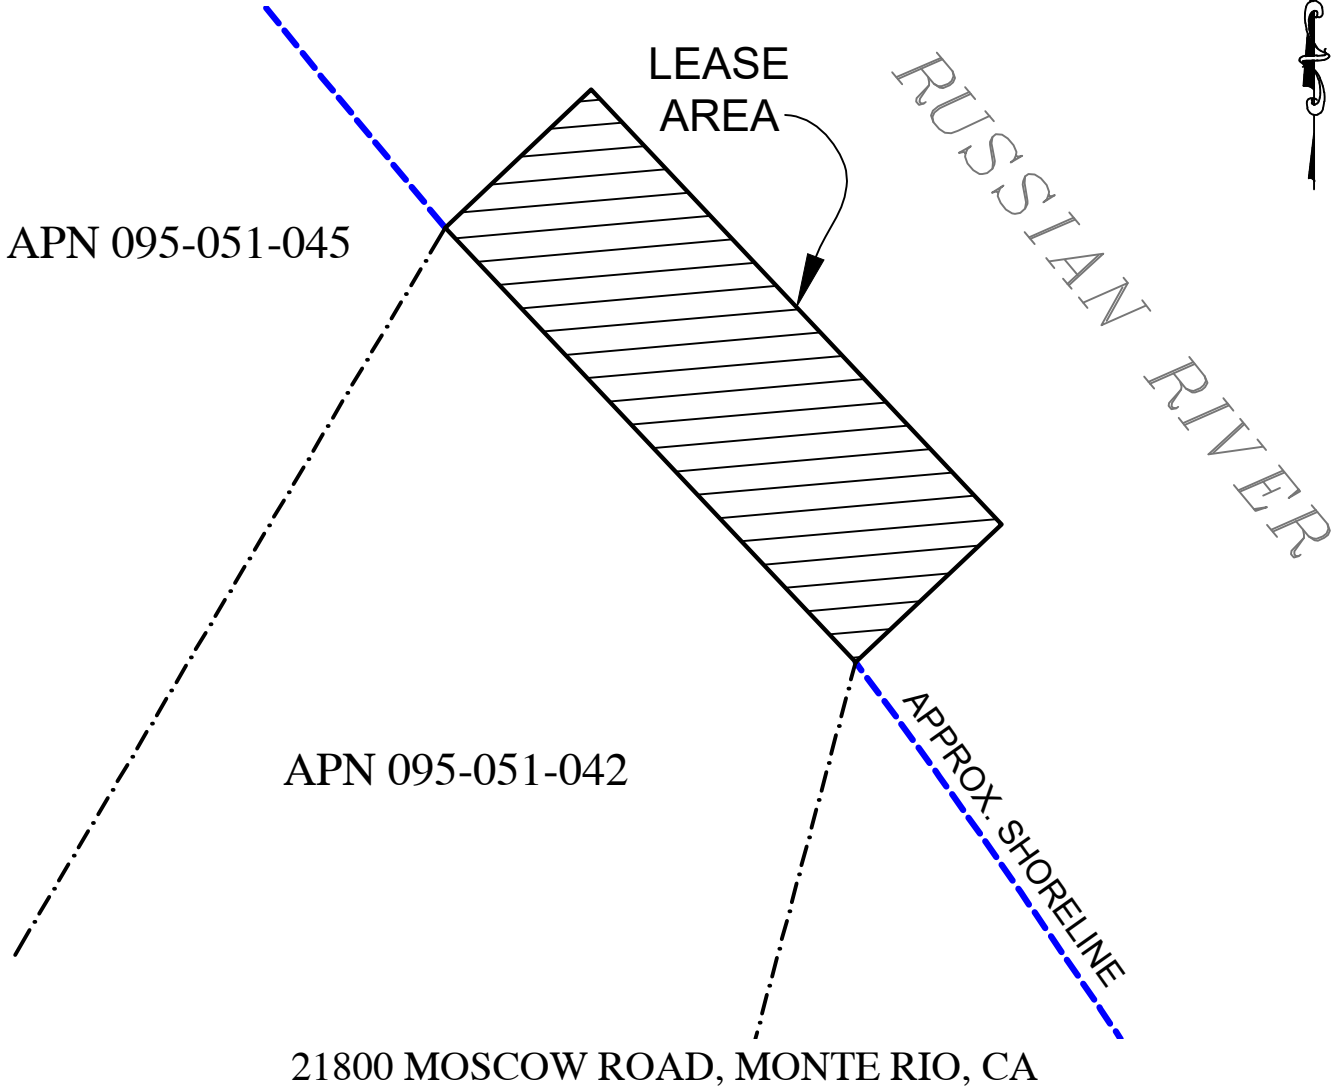 LEASE
AREA
RUSSIAN RIVER
APN 095-051-045
APN 095-051-042
APPROX. SHORELINE
21800 MOSCOW ROAD, MONTE RIO, CA